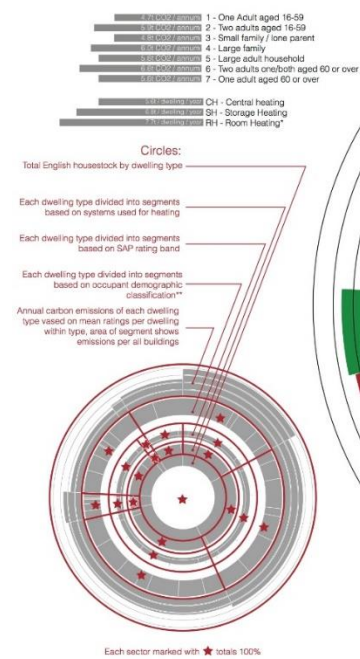 1 - One Adult aged 16-59
2 - Two adults aged 16-59
3 - Small family / lone parent
4 - Large family
5 - Large adult household
6 - Two adults one/both aged 60 or over
7 - One adult aged 60 or over
CH - Central heating
SH - Storage Heating
RH - Room Heating*
Circles:
Total English housestock by dwelling type
Each dwelling type divided into segments
based on systems used for heating
Each dwelling type divided into segments
based on SAP rating band
Each dwelling type divided into segments
based on occupant demographic
classification**
Annual carbon emissions of each dwelling
type vased on mean ratings per dwelling
within type, area of segment shows
emissions per all buildings
Each sector marked with ★ totals 100%